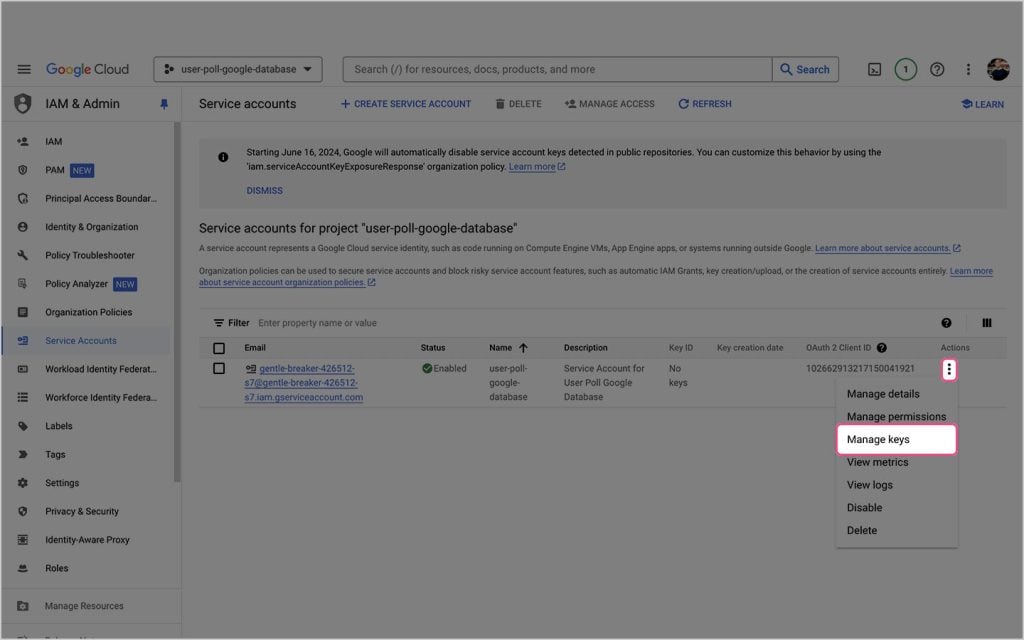 Google Cloud
user-poll-google-database
Search (/) for resources, docs, products, and more
Search
1
IAM & Admin
Service accounts
CREATE SERVICE ACCOUNT
DELETE
MANAGE ACCESS
REFRESH
LEARN
IAM
PAM NEW
Principal Access Boundar...
Identity & Organization
Policy Troubleshooter
Policy Analyzer NEW
Organization Policies
Service Accounts
Workload Identity Federat...
Workforce Identity Federa...
Labels
Tags
Settings
Privacy & Security
Identity-Aware Proxy
Roles
Manage Resources
Starting June 16, 2024, Google will automatically disable service account keys detected in public repositories. You can customize this behavior by using the
'iam.serviceAccountKeyExposureResponse' organization policy. Learn more
DISMISS
Service accounts for project "user-poll-google-database"
A service account represents a Google Cloud service identity, such as code running on Compute Engine VMs, App Engine apps, or systems running outside Google. Learn more about service accounts.
Organization policies can be used to secure service accounts and block risky service account features, such as automatic IAM Grants, key creation/upload, or the creation of service accounts entirely. Learn more
about service account organization policies.
Filter Enter property name or value
Email Status Name Description Key ID Key creation date OAuth 2 Client ID Actions
gentle-breaker-426512- Enabled user-poll- Service Account for No 102662913217150041921
s7@gentle-breaker-426512- google- User Poll Google keys
s7.iam.gserviceaccount.com database Database
Manage details
Manage permissions
Manage keys
View metrics
View logs
Disable
Delete